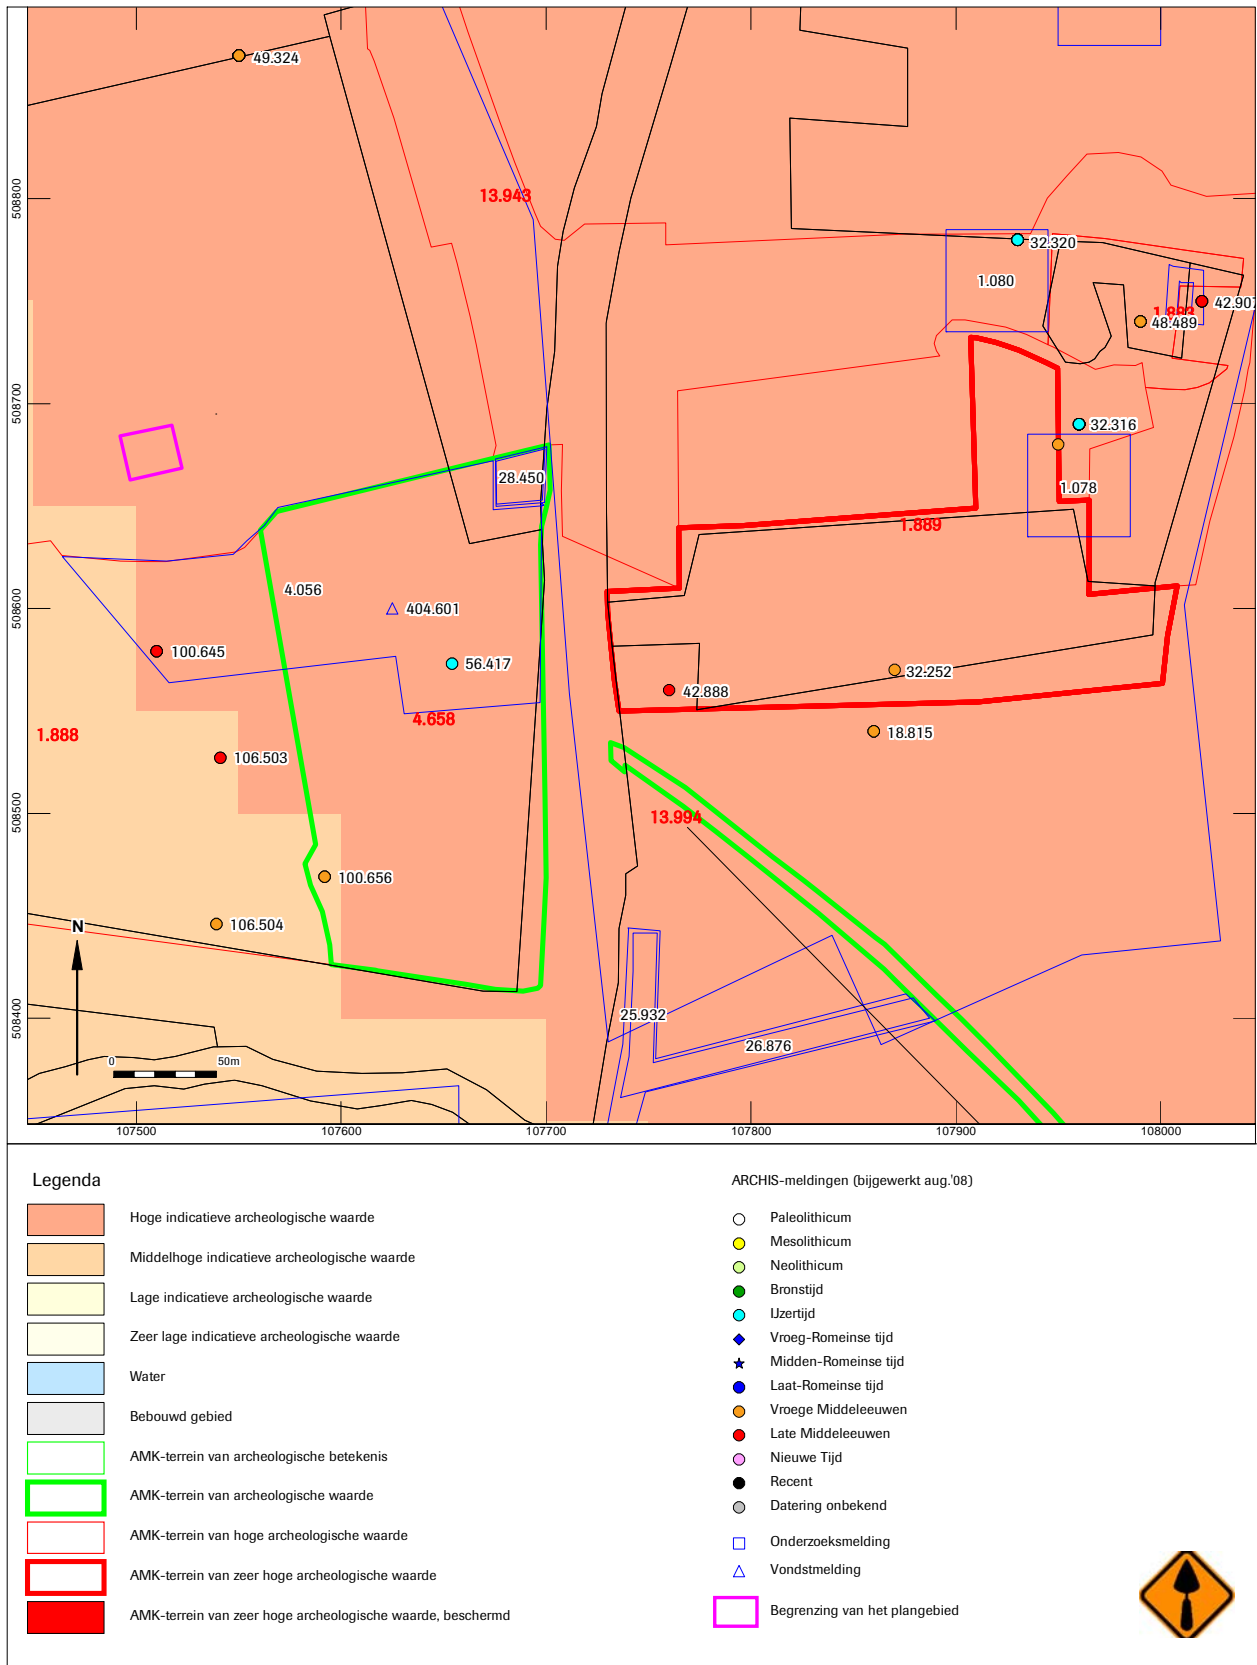 49.324
508800
13.943
32.320
1.080
42.907
48.489
508700
32.316
28.450
1.078
1.889
4.056
508600
404.601
100.645
56.417
32.252
42.888
4.658
1.888
18.815
106.503
508500
13.994
100.656
106.504
N
508400
25.932
26.876
0 50m
107500 107600 107700 107800 107900 108000
Legenda
Hoge indicatieve archeologische waarde
Middelhoge indicatieve archeologische waarde
Lage indicatieve archeologische waarde
Zeer lage indicatieve archeologische waarde
Water
Bebouwd gebied
AMK-terrein van archeologische betekenis
AMK-terrein van archeologische waarde
AMK-terrein van hoge archeologische waarde
AMK-terrein van zeer hoge archeologische waarde
AMK-terrein van zeer hoge archeologische waarde, beschermd
ARCHIS-meldingen (bijgewerkt aug.'08)
Paleolithicum
Mesolithicum
Neolithicum
Bronstijd
IJzertijd
Vroeg-Romeinse tijd
Midden-Romeinse tijd
Laat-Romeinse tijd
Vroege Middeleeuwen
Late Middeleeuwen
Nieuwe Tijd
Recent
Datering onbekend
Onderzoeksmelding
Vondstmelding
Begrenzing van het plangebied